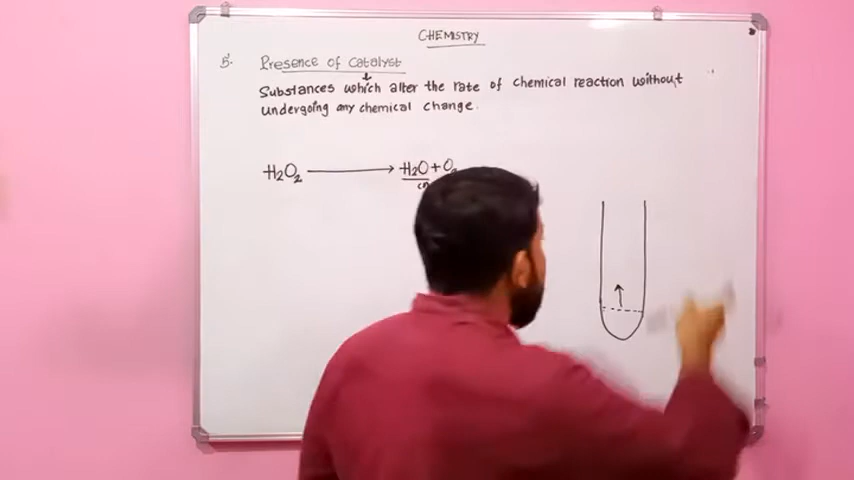 CHEMISTRY
5. Presence of catalyst
Substances which alter the rate of chemical reaction without
undergoing any chemical change.
H₂O₂ ⟶ H₂O + O₂